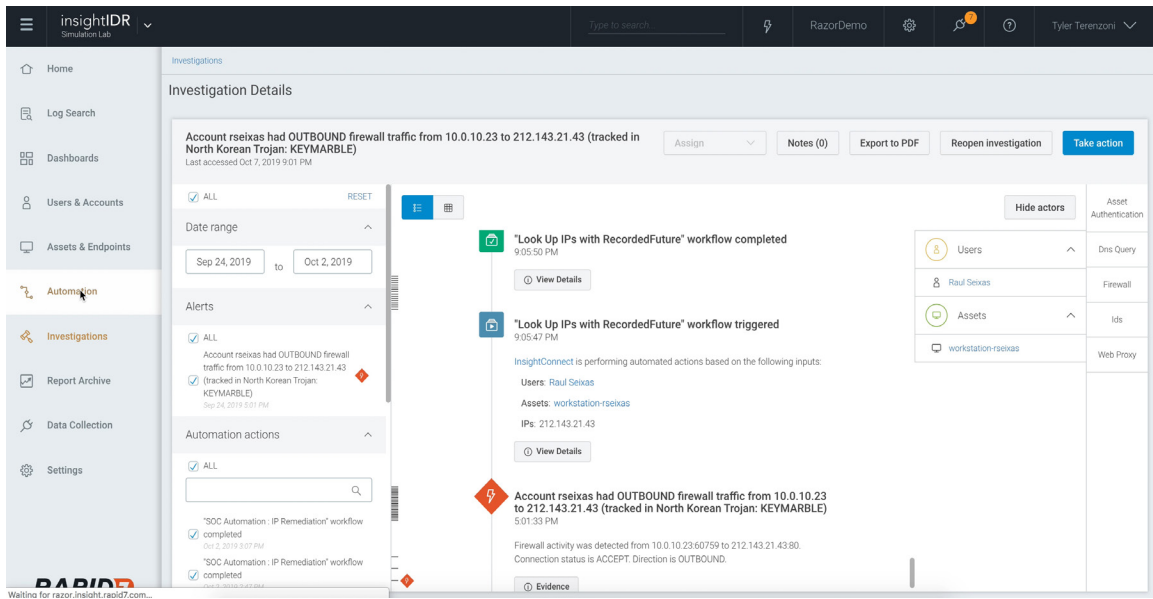 insightIDR
Simulation Lab
Type to search...
RazorDemo
7
Tyler Terenzoni
Home
Log Search
Dashboards
Users & Accounts
Assets & Endpoints
Automation
Investigations
Report Archive
Data Collection
Settings
RAPID7
Waiting for razor.insight.rapid7.com...
Investigations
Investigation Details
Account rseixas had OUTBOUND firewall traffic from 10.0.10.23 to 212.143.21.43 (tracked in
North Korean Trojan: KEYMARBLE)
Last accessed Oct 7, 2019 9:01 PM
Assign
Notes (0)
Export to PDF
Reopen investigation
Take action
ALL
RESET
Date range
Sep 24, 2019
to
Oct 2, 2019
Alerts
ALL
Account rseixas had OUTBOUND firewall
traffic from 10.0.10.23 to 212.143.21.43
(tracked in North Korean Trojan:
KEYMARBLE)
Sep 24, 2019 5:01 PM
Automation actions
ALL
"SOC Automation : IP Remediation" workflow
completed
Oct 2, 2019 3:07 PM
"SOC Automation : IP Remediation" workflow
completed
Hide actors
"Look Up IPs with RecordedFuture" workflow completed
9:05:50 PM
View Details
"Look Up IPs with RecordedFuture" workflow triggered
9:05:47 PM
InsightConnect is performing automated actions based on the following inputs:
Users: Raul Seixas
Assets: workstation-rseixas
IPs: 212.143.21.43
View Details
Account rseixas had OUTBOUND firewall traffic from 10.0.10.23
to 212.143.21.43 (tracked in North Korean Trojan: KEYMARBLE)
5:01:33 PM
Firewall activity was detected from 10.0.10.23:60759 to 212.143.21.43:80.
Connection status is ACCEPT. Direction is OUTBOUND.
Evidence
Users
Raul Seixas
Assets
workstation-rseixas
Asset
Authentication
Dns Query
Firewall
Ids
Web Proxy